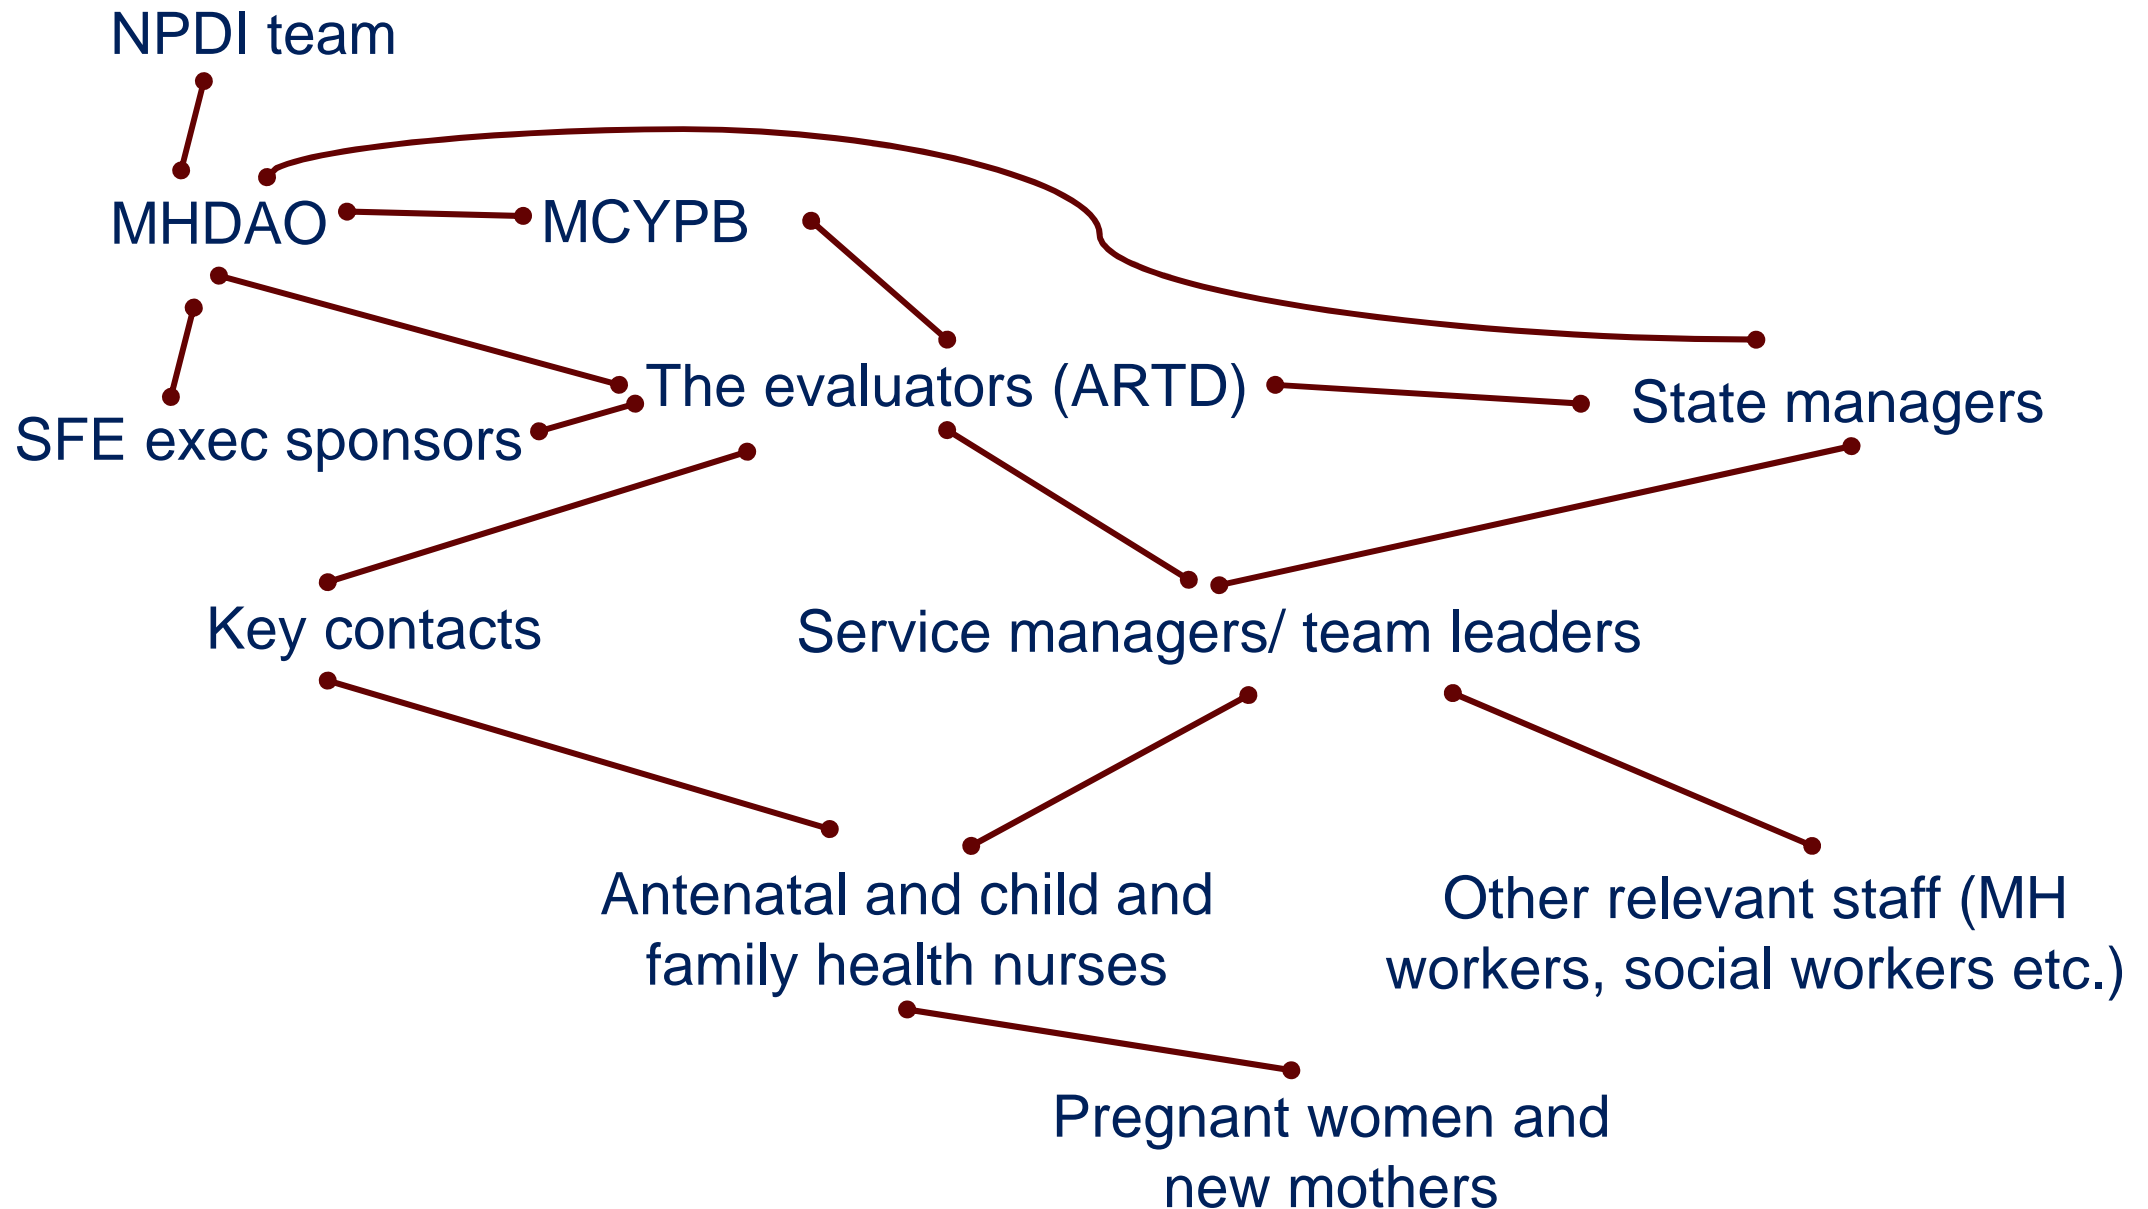 NPDI team
MHDAO
MCYPB
The evaluators (ARTD)
State managers
SFE exec sponsors
Key contacts
Service managers/ team leaders
Antenatal and child and
family health nurses
Other relevant staff (MH
workers, social workers etc.)
Pregnant women and
new mothers